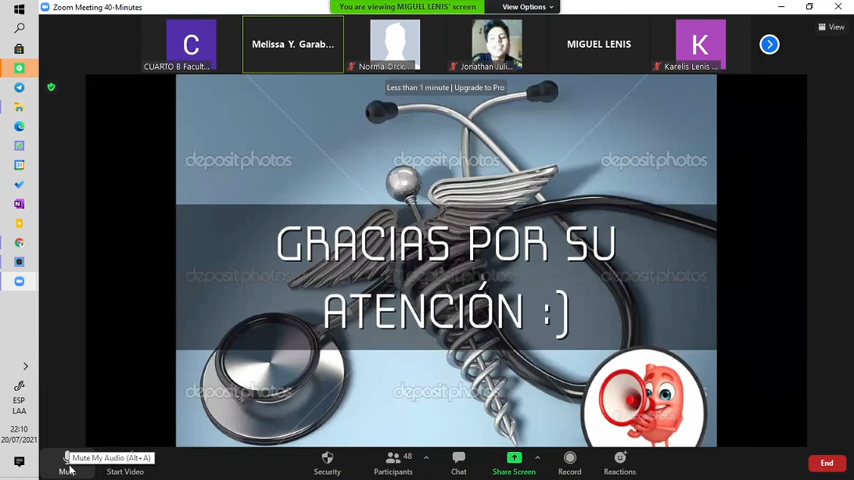 Zoom Meeting 40-Minutes
You are viewing MIGUEL LENIS' screen
View Options
View
C
CUARTO B Facult...
Melissa Y. Garab...
Norma Orck...
Jonathan Juli...
MIGUEL LENIS
K
Karelis Lenis ...
Less than 1 minute | Upgrade to Pro
depositphotos
depositphotos
depositphotos
GRACIAS POR SU
ATENCIÓN :)
depositphotos
depositphotos
depositphotos
depositphotos
depositphotos
ESP
LAA
22:10
20/07/2021
Mute My Audio (Alt+A)
Mute
Start Video
Security
48
Participants
Chat
Share Screen
Record
Reactions
End